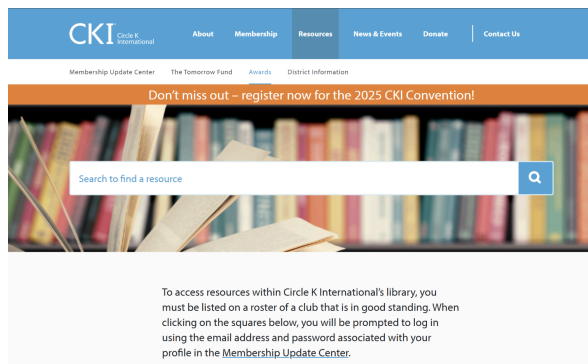 CKI Circle K International
About Membership Resources News & Events Donate Contact Us
Membership Update Center The Tomorrow Fund Awards District Information
Don't miss out – register now for the 2025 CKI Convention!
Search to find a resource
To access resources within Circle K International's library, you
must be listed on a roster of a club that is in good standing. When
clicking on the squares below, you will be prompted to log in
using the email address and password associated with your
profile in the Membership Update Center.